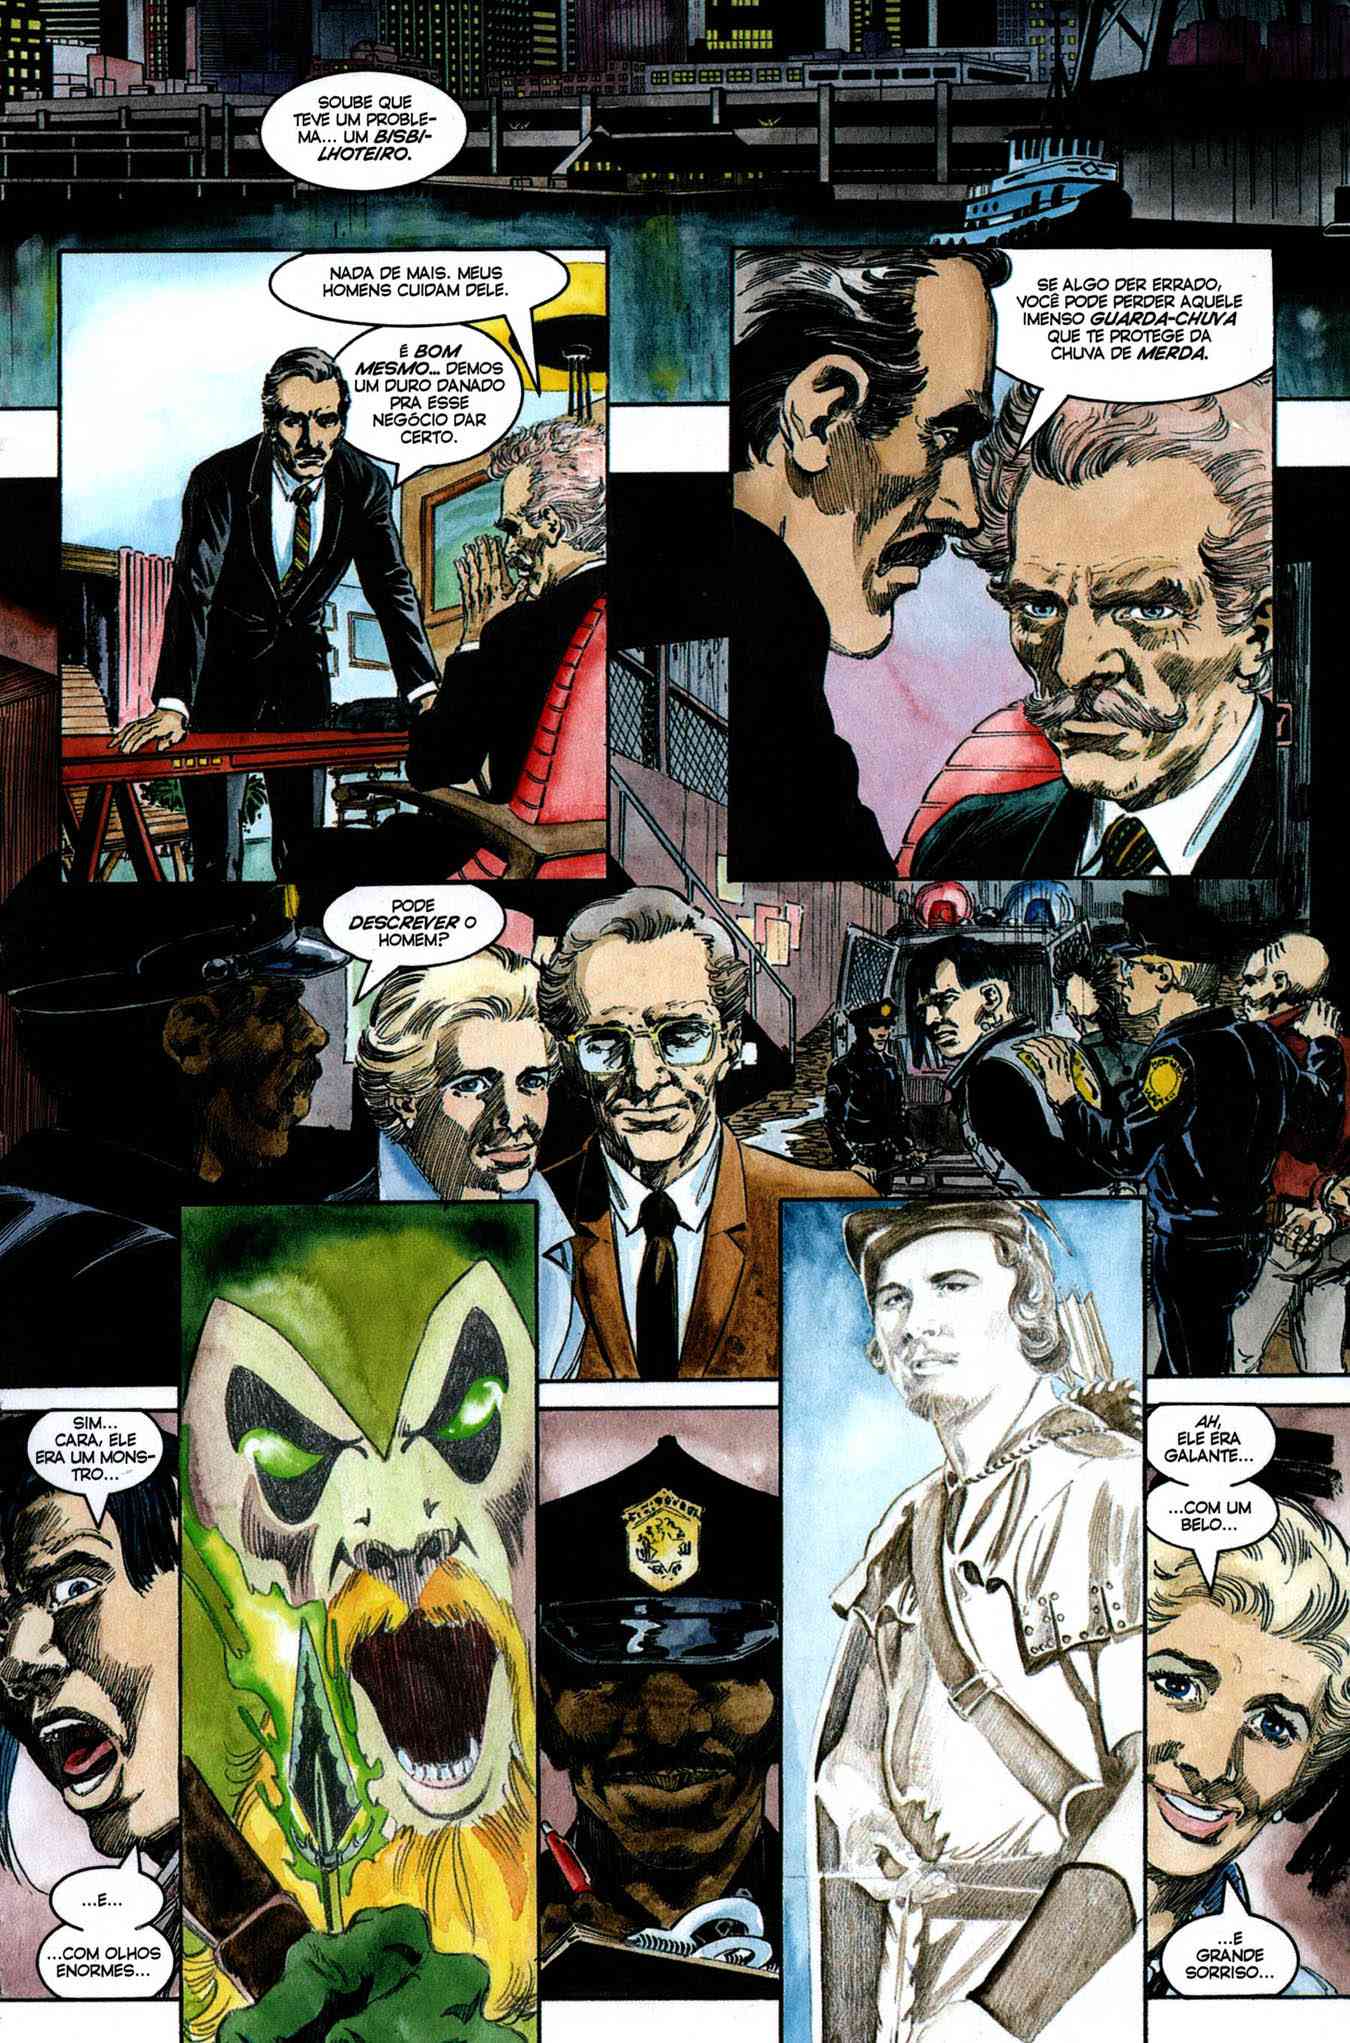 SOUBE QUE
TEVE UM PROBLE-
MA... UM BISBI-
LHOTEIRO.
NADA DE MAIS. MEUS
HOMENS CUIDAM DELE.
É BOM
MESMO... DEMOS
UM DURO DANADO
PRA ESSE
NEGÓCIO DAR
CERTO.
SE ALGO DER ERRADO,
VOCÊ PODE PERDER AQUELE
IMENSO GUARDA-CHUVA
QUE TE PROTEGE DA
CHUVA DE MERDA.
PODE
DESCREVER O
HOMEM?
SIM...
CARA, ELE
ERA UM MONS-
TRO...
...E...
...COM OLHOS
ENORMES...
AH,
ELE ERA
GALANTE...
...COM UM
BELO...
...E
GRANDE
SORRISO...